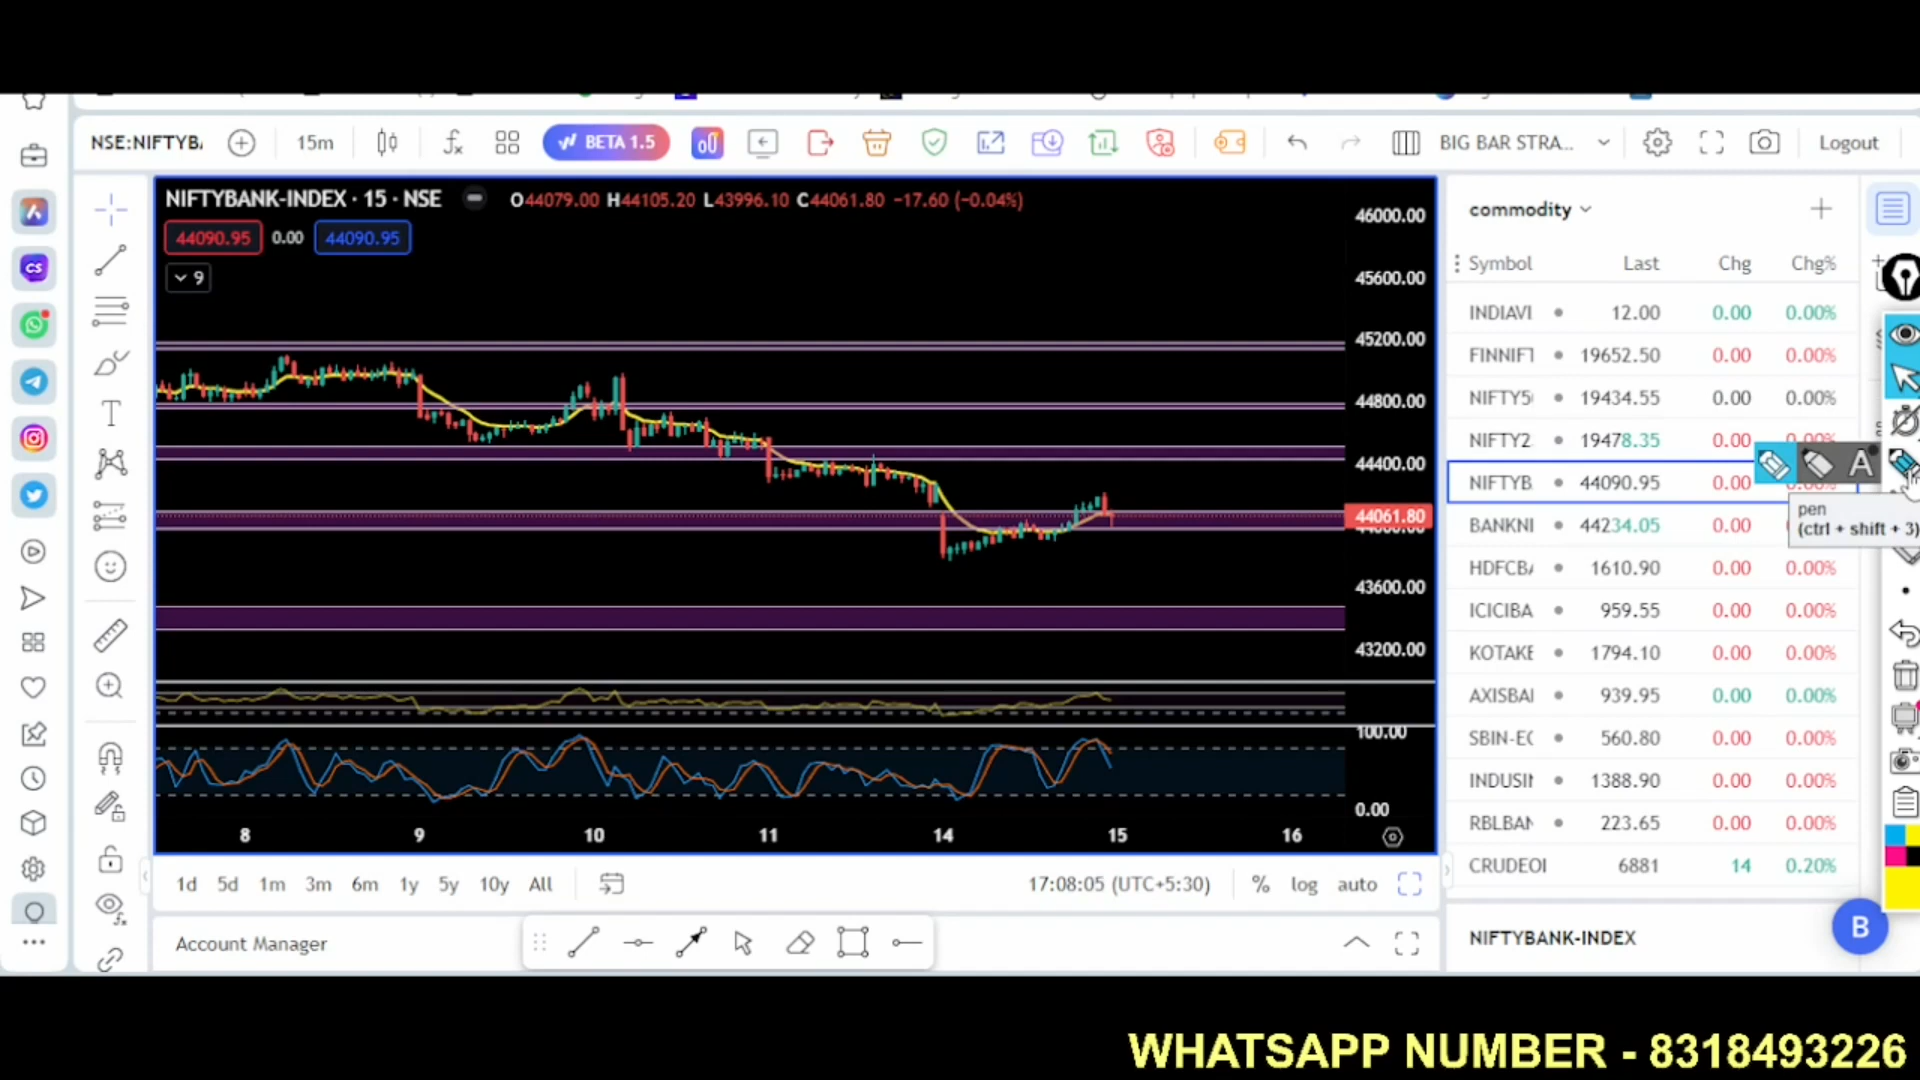 NSE:NIFTYB
15m
BETA 1.5
BIG BAR STRA...
Logout
NIFTYBANK-INDEX · 15 · NSE
O44079.00 H44105.20 L43996.10 C44061.80 −17.60 (−0.04%)
44090.95 0.00 44090.95
9
46000.00
45600.00
45200.00
44800.00
44400.00
44061.80
43600.00
43200.00
100.00
0.00
8 9 10 11 14 15 16
1d 5d 1m 3m 6m 1y 5y 10y All
17:08:05 (UTC+5:30) % log auto
Account Manager
commodity
Symbol Last Chg Chg%
INDIAVI 12.00 0.00 0.00%
FINNIFT 19652.50 0.00 0.00%
NIFTY5 19434.55 0.00 0.00%
NIFTY2 19478.35 0.00 0.00%
NIFTYB 44090.95 0.00 0.00%
BANKNI 44234.05 0.00
HDFCBA 1610.90 0.00 0.00%
ICICIBA 959.55 0.00 0.00%
KOTAKE 1794.10 0.00 0.00%
AXISBAI 939.95 0.00 0.00%
SBIN-EC 560.80 0.00 0.00%
INDUSI 1388.90 0.00 0.00%
RBLBAN 223.65 0.00 0.00%
CRUDEOI 6881 14 0.20%
NIFTYBANK-INDEX
A
pen
(ctrl + shift + 3)
CS
T
B
WHATSAPP NUMBER - 8318493226